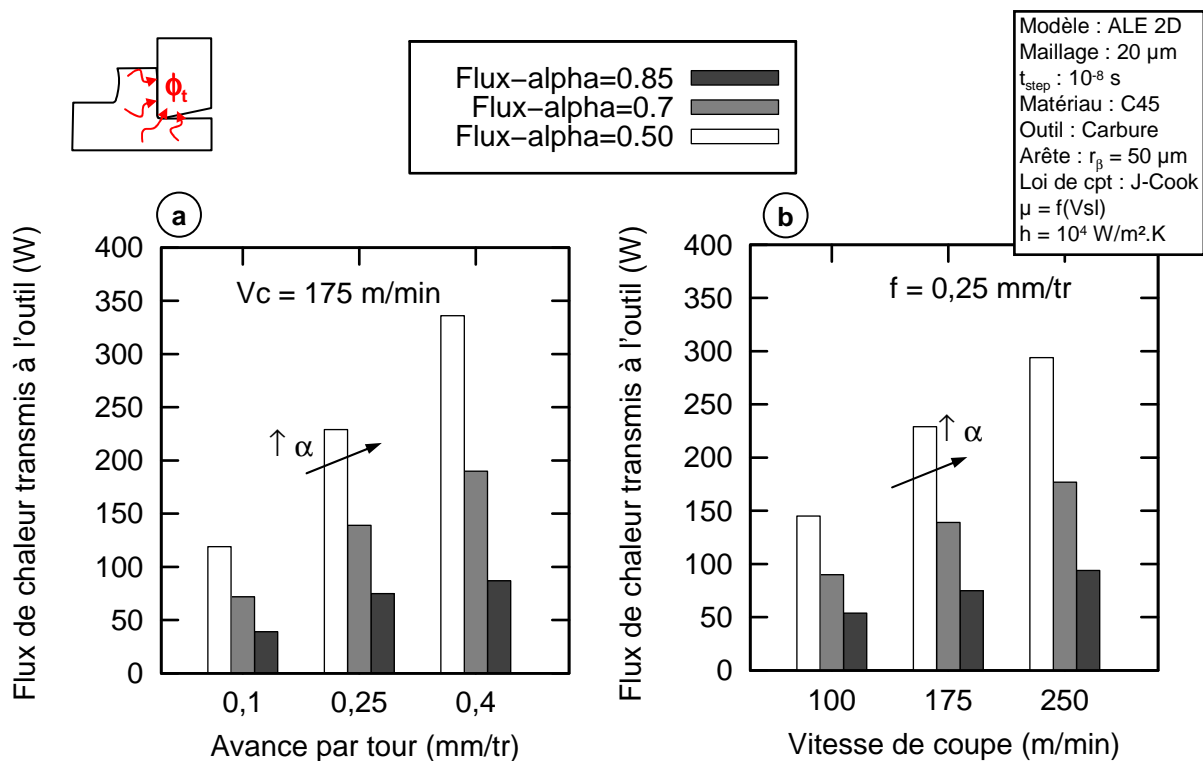 ϕt
Flux−alpha=0.85
Flux−alpha=0.7
Flux−alpha=0.50
Modèle : ALE 2D
Maillage : 20 µm
tstep : 10-8 s
Matériau : C45
Outil : Carbure
Arête : rβ = 50 µm
Loi de cpt : J-Cook
µ = f(Vsl)
h = 10⁴ W/m².K
a
Flux de chaleur transmis à l’outil (W)
400
350
300
250
200
150
100
50
0
Vc = 175 m/min
↑ α
0,1
0,25
0,4
Avance par tour (mm/tr)
b
Flux de chaleur transmis à l’outil (W)
400
350
300
250
200
150
100
50
0
f = 0,25 mm/tr
↑ α
100
175
250
Vitesse de coupe (m/min)